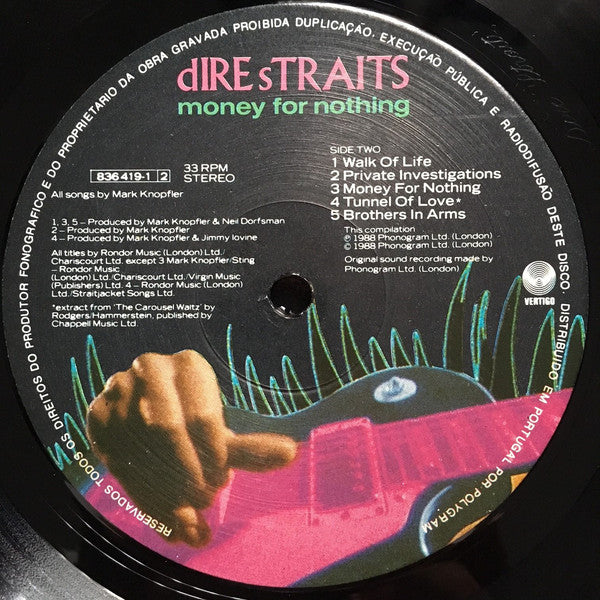 RESERVADOS TODOS OS DIREITOS DO PRODUTOR FONOGRAFICO E DO PROPRIETARIO DA OBRA GRAVADA PROIBIDA DUPLICAÇÃO, EXECUÇÃO PÚBLICA E RADIODIFUSÃO DESTE DISCO. DISTRIBUIDO EM PORTUGAL POR POLYGRAM
dIRE sTRAITS
money for nothing
836 419-1 2
33 RPM
STEREO
All songs by Mark Knopfler
1, 3, 5 – Produced by Mark Knopfler & Neil Dorfsman
2 – Produced by Mark Knopfler
4 – Produced by Mark Knopfler & Jimmy Iovine
All titles by Rondor Music (London) Ltd./
Chariscourt Ltd. except 3 Mark Knopfler/Sting
– Rondor Music
(London) Ltd./Chariscourt Ltd./Virgin Music
(Publishers) Ltd. 4 – Rondor Music (London)
Ltd./Straitjacket Songs Ltd.
*extract from 'The Carousel Waltz' by
Rodgers/Hammerstein, published by
Chappell Music Ltd.
SIDE TWO
1 Walk Of Life
2 Private Investigations
3 Money For Nothing
4 Tunnel Of Love*
5 Brothers In Arms
This compilation
℗ 1988 Phonogram Ltd. (London)
© 1988 Phonogram Ltd. (London)
Original sound recording made by
Phonogram Ltd. (London)
VERTIGO